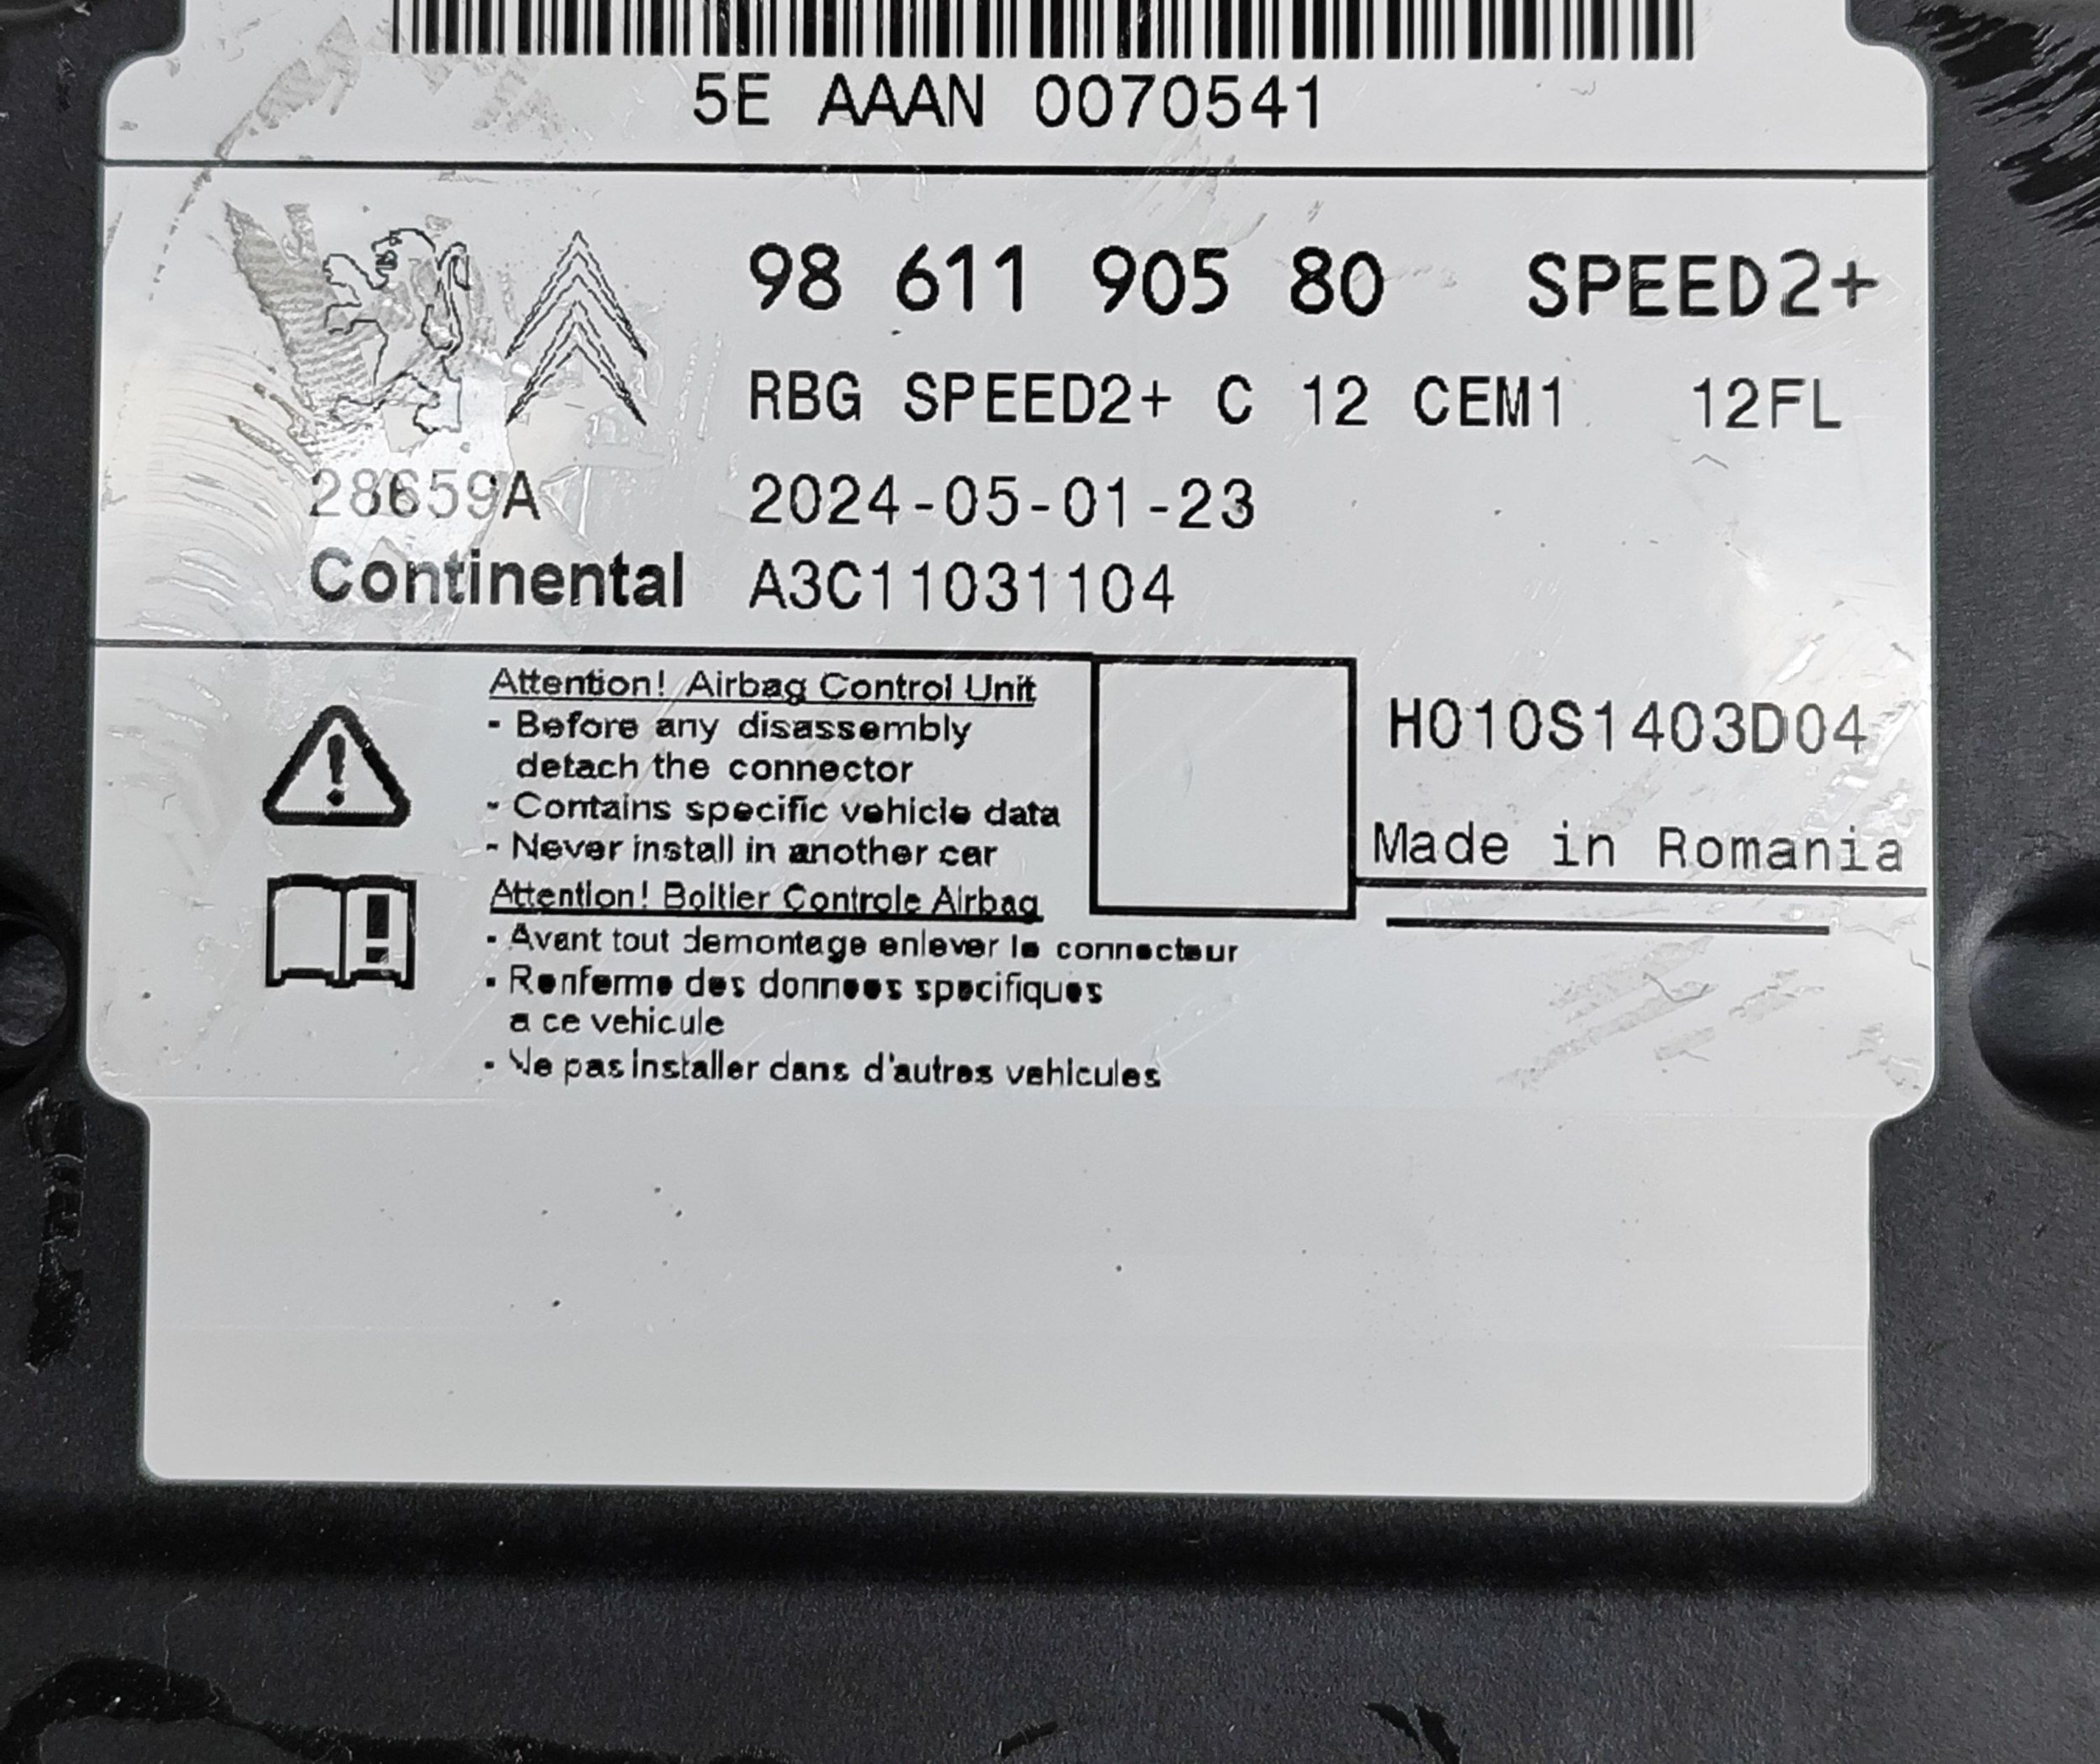 5E AAAN 0070541
98 611 905 80 SPEED2+
RBG SPEED2+ C 12 CEM1 12FL
28659A 2024-05-01-23
Continental A3C11031104
Attention! Airbag Control Unit
- Before any disassembly
detach the connector
- Contains specific vehicle data
- Never install in another car
H010S1403D04
Made in Romania
Attention! Boitier Controle Airbag
- Avant tout demontage enlever le connecteur
- Renferme des donnees specifiques
a ce vehicule
- Ne pas installer dans d'autres vehicules